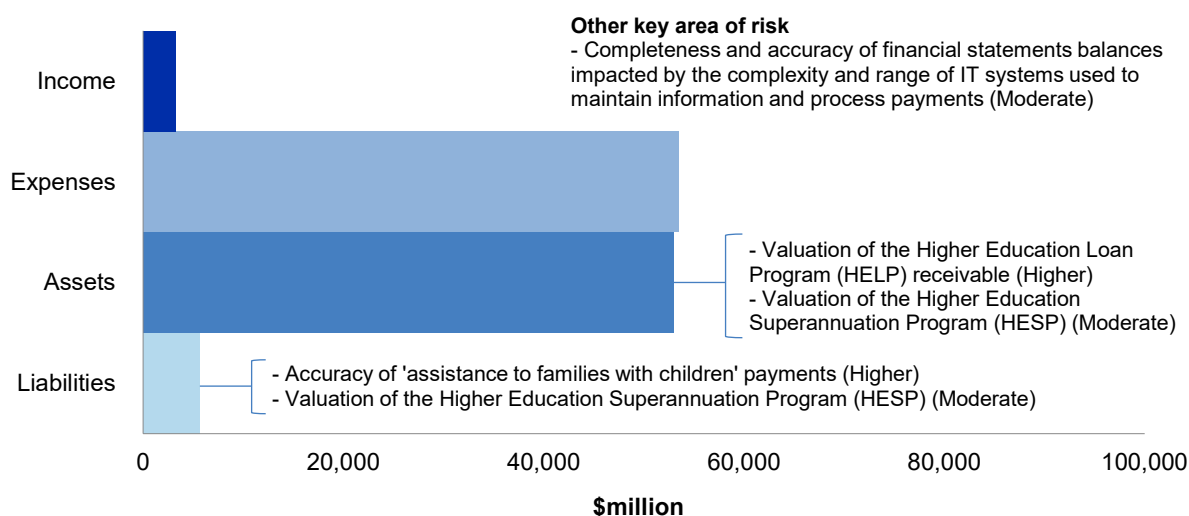 Other key area of risk
- Completeness and accuracy of financial statements balances
impacted by the complexity and range of IT systems used to
maintain information and process payments (Moderate)
Income
Expenses
Assets
- Valuation of the Higher Education Loan
Program (HELP) receivable (Higher)
- Valuation of the Higher Education
Superannuation Program (HESP) (Moderate)
Liabilities
- Accuracy of 'assistance to families with children' payments (Higher)
- Valuation of the Higher Education Superannuation Program (HESP) (Moderate)
0 20,000 40,000 60,000 80,000 100,000
$million